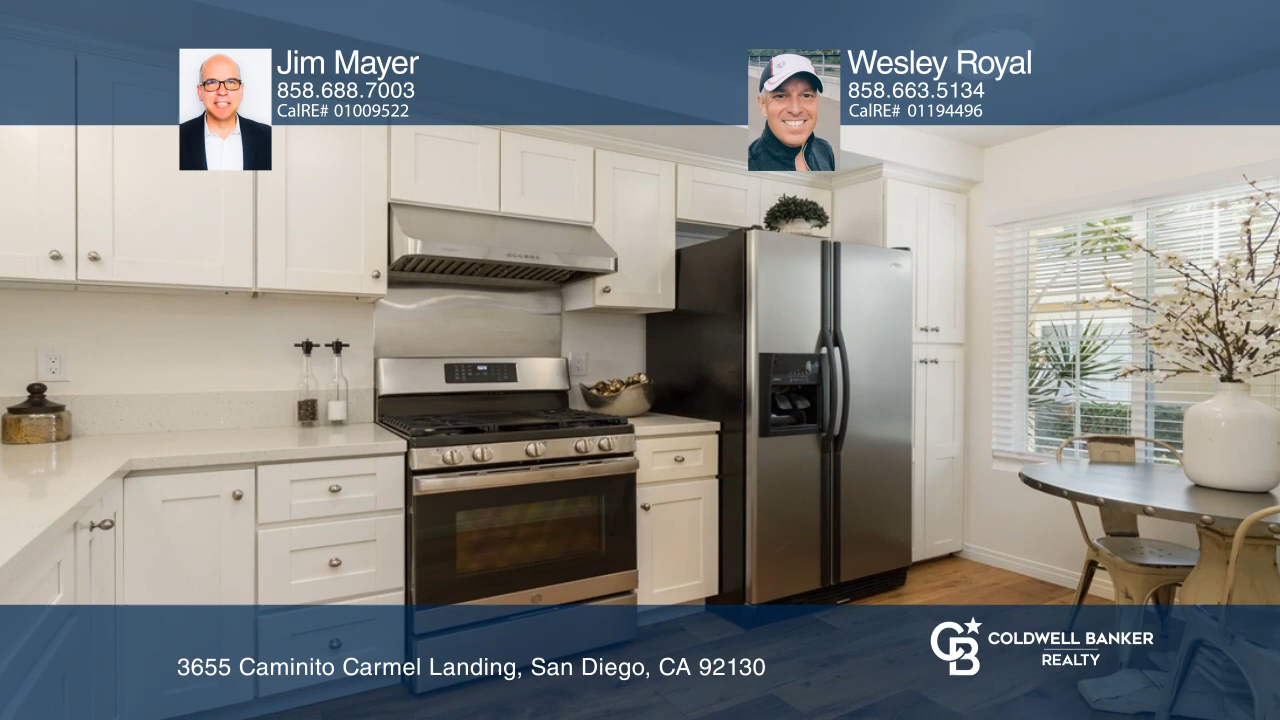 Jim Mayer
858.688.7003
CalRE# 01009522
Wesley Royal
858.663.5134
CalRE# 01194496
3655 Caminito Carmel Landing, San Diego, CA 92130
CB
COLDWELL BANKER
REALTY